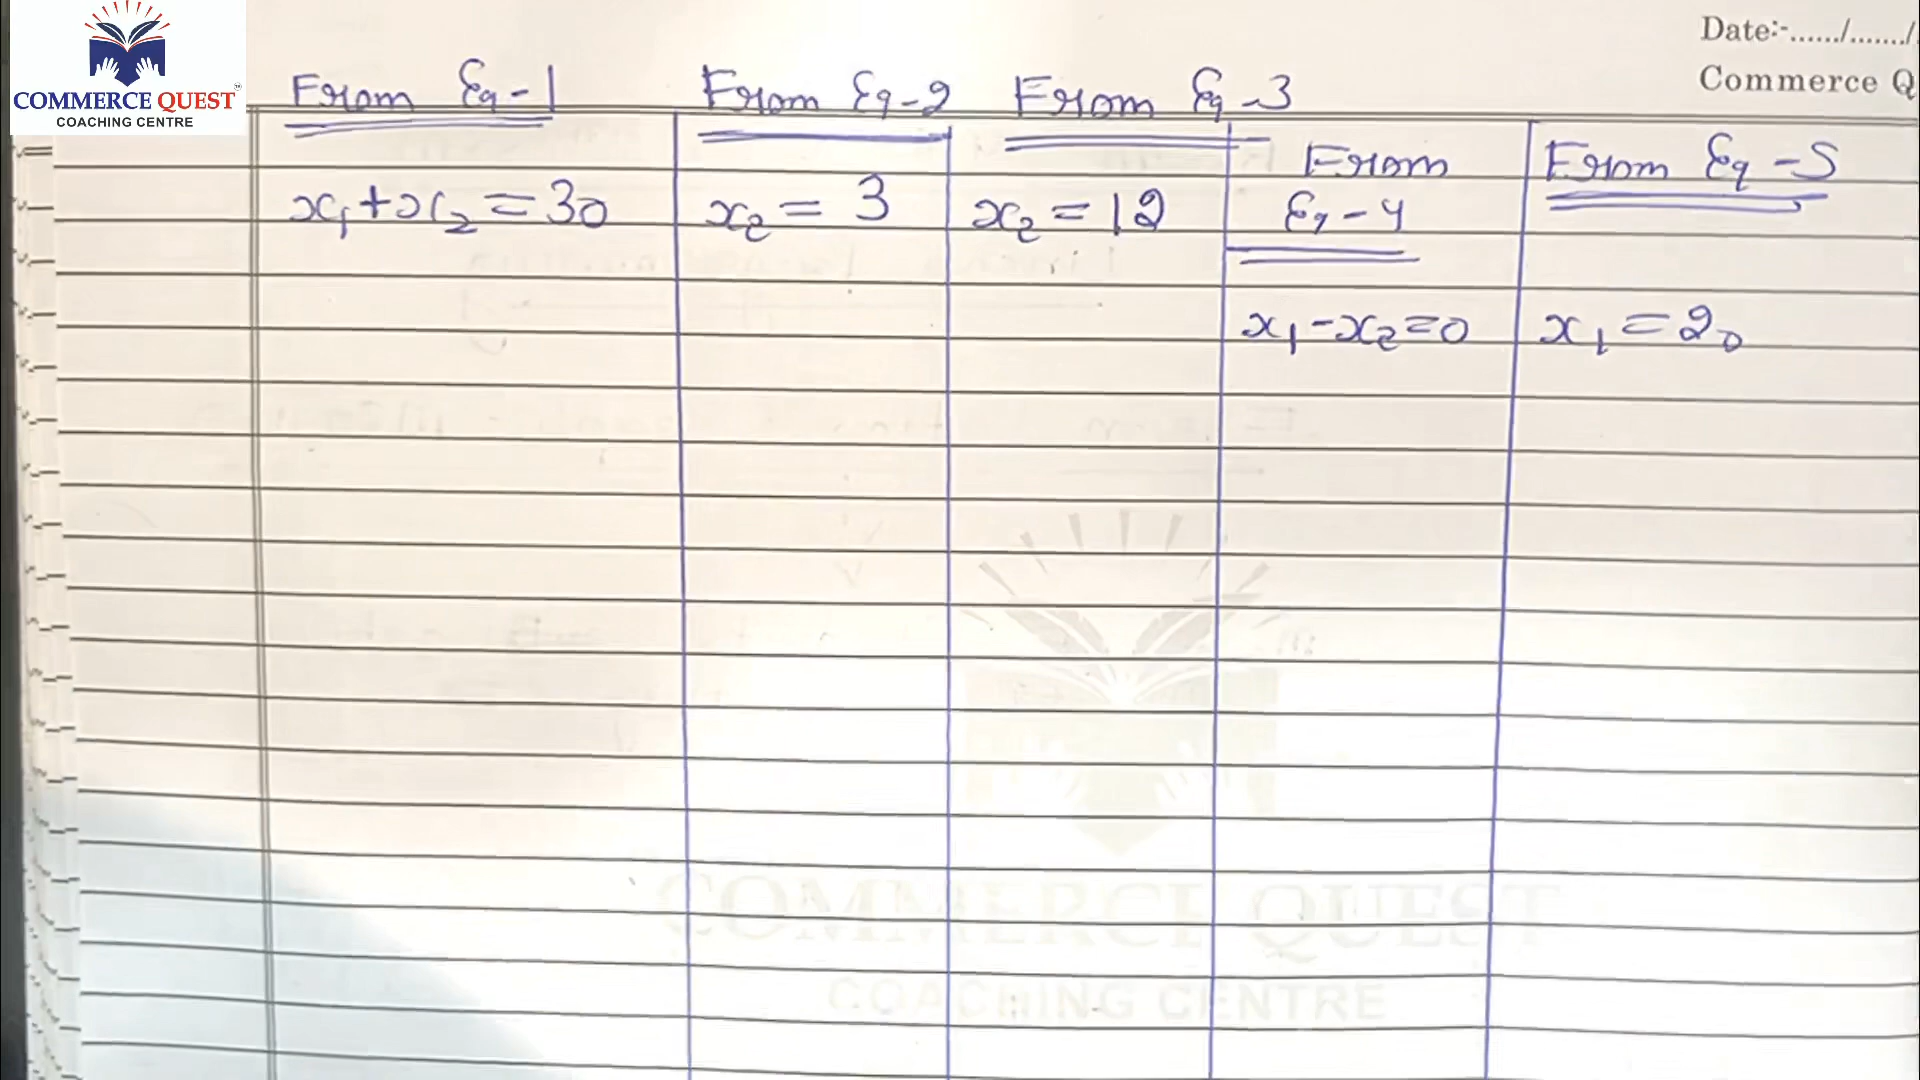 COMMERCE QUEST
COACHING CENTRE
Date:-....../......./
Commerce Q
From Eq-1
x₁+x₂=30
From Eq-2
x₂ = 3
From Eq-3
x₂ = 12
From
Eq-4
x₁-x₂=0
From Eq-5
x₁ = 20
COMMERCE QUEST
COACHING CENTRE